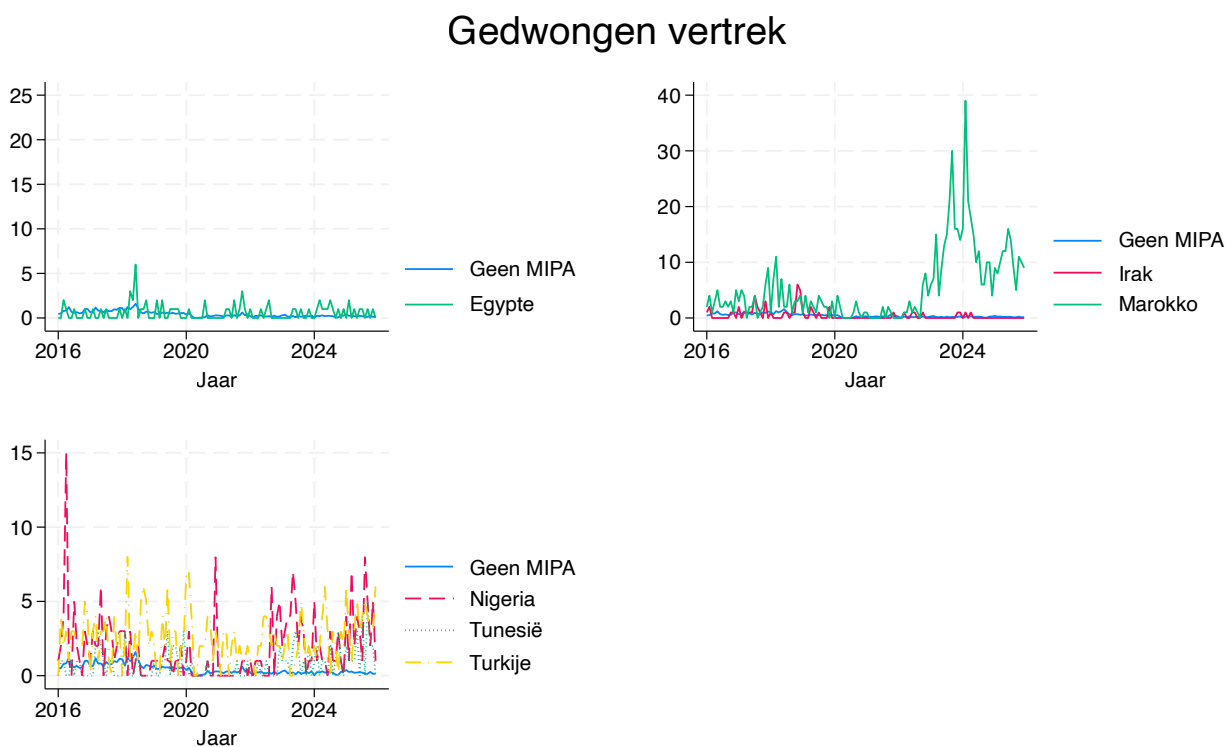 Gedwongen vertrek
25
20
15
10
5
0
2016 2020 2024
Jaar
Geen MIPA
Egypte
40
30
20
10
0
2016 2020 2024
Jaar
Geen MIPA
Irak
Marokko
15
10
5
0
2016 2020 2024
Jaar
Geen MIPA
Nigeria
Tunesië
Turkije